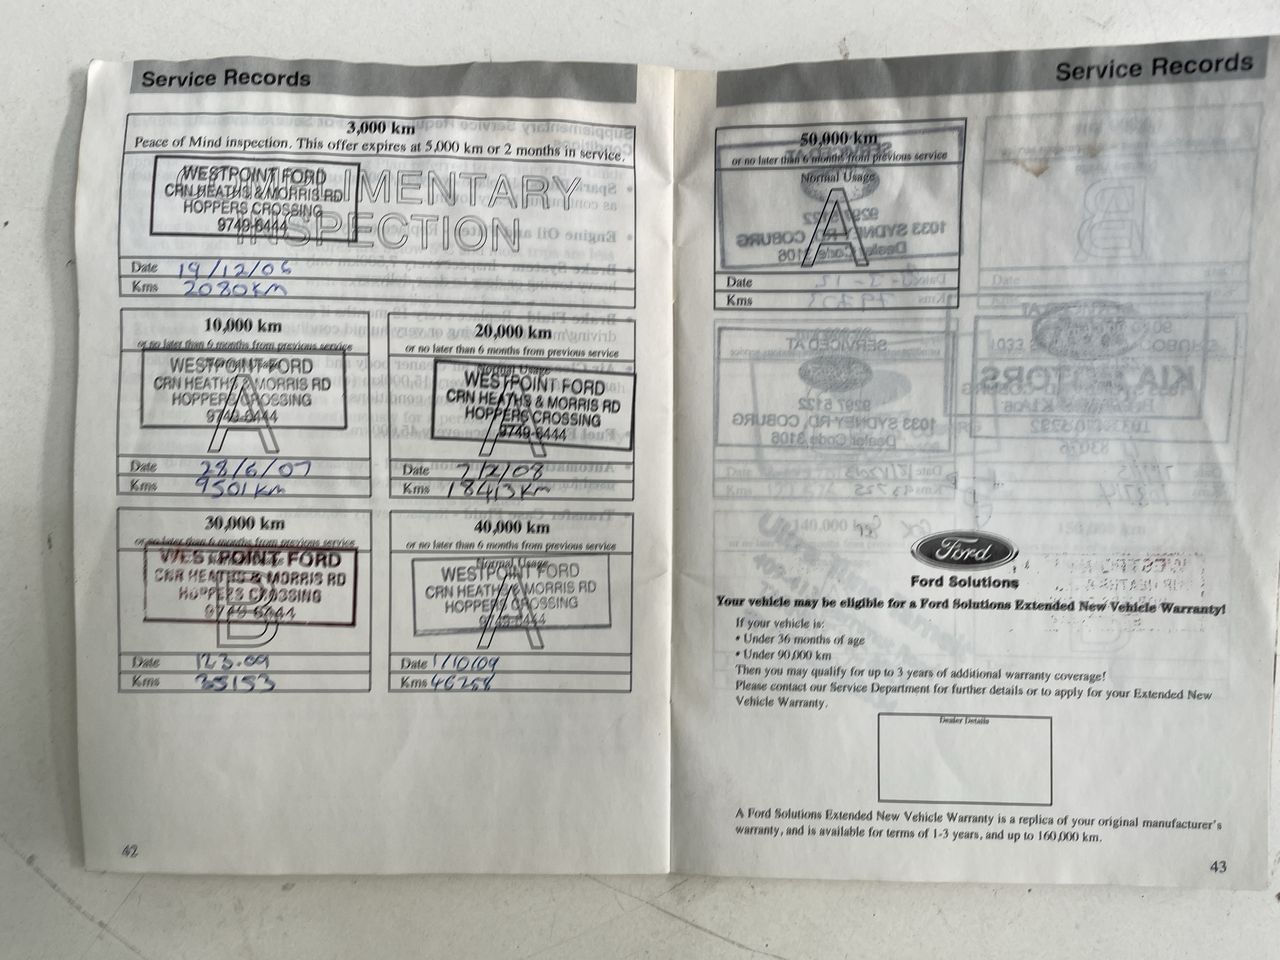 Service Records
3,000 km
Peace of Mind inspection. This offer expires at 5,000 km or 2 months in service.
IMENTARY
INSPECTION
WESTPOINT FORD
CRN HEATHS & MORRIS RD
HOPPERS CROSSING
9749-6444
Date 19/12/06
Kms 2080KM
10,000 km
or no later than 6 months from previous service
WESTPOINT FORD
CRN HEATHS & MORRIS RD
HOPPERS CROSSING
9749-6444
A
Date 28/6/07
Kms 9501KM
20,000 km
or no later than 6 months from previous service
Normal Usage
WESTPOINT FORD
CRN HEATHS & MORRIS RD
HOPPERS CROSSING
9749-6444
A
Date 7/2/08
Kms 18413KM
30,000 km
or no later than 6 months from previous service
WESTPOINT FORD
CNR HEATHS & MORRIS RD
HOPPERS CROSSING
9749-6444
B
Date 12.3.09
Kms 35153
40,000 km
or no later than 6 months from previous service
Normal Usage
WESTPOINT FORD
CRN HEATHS & MORRIS RD
HOPPERS CROSSING
9749-6444
A
Date 1/10/09
Kms 46258
42
Service Records
50,000 km
or no later than 6 months from previous service
Normal Usage
A
Date
Kms
Ford
Ford Solutions
Your vehicle may be eligible for a Ford Solutions Extended New Vehicle Warranty!
If your vehicle is:
• Under 36 months of age
• Under 90,000 km
Then you may qualify for up to 3 years of additional warranty coverage!
Please contact our Service Department for further details or to apply for your Extended New
Vehicle Warranty.
Dealer Details
A Ford Solutions Extended New Vehicle Warranty is a replica of your original manufacturer's
warranty, and is available for terms of 1-3 years, and up to 160,000 km.
43